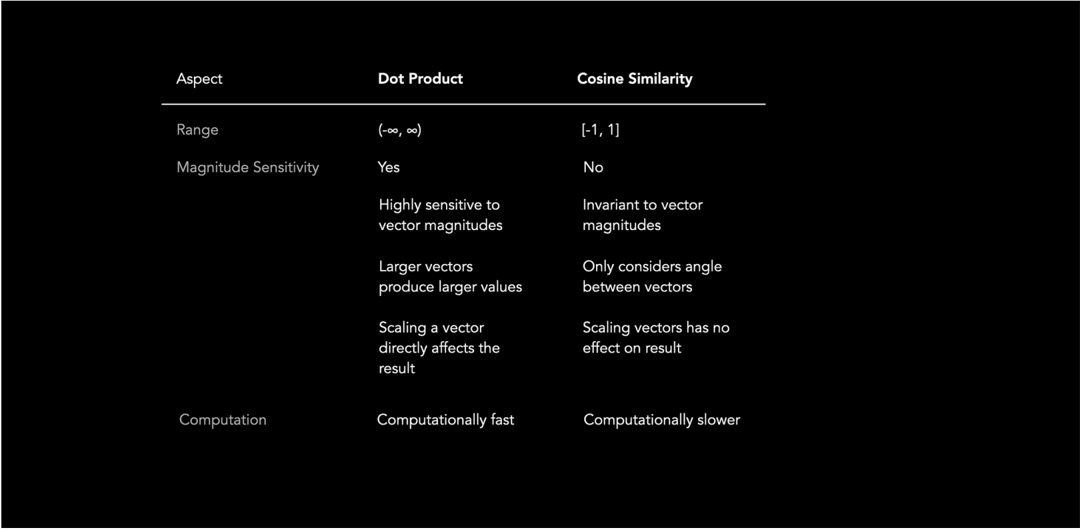 Aspect Dot Product Cosine Similarity
Range (-∞, ∞) [-1, 1]
Magnitude Sensitivity Yes No
Highly sensitive to Invariant to vector
vector magnitudes magnitudes
Larger vectors Only considers angle
produce larger values between vectors
Scaling a vector Scaling vectors has no
directly affects the effect on result
result
Computation Computationally fast Computationally slower